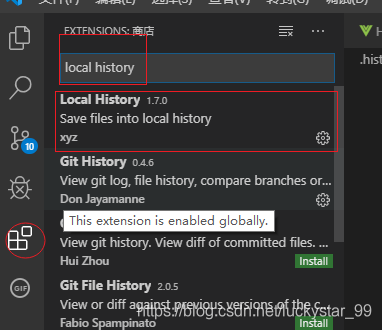 EXTENSIONS: 商店
local history
.his
Local History 1.7.0
Save files into local history
xyz
Git History 0.4.6
View git log, file history, compare branches or...
Don Jayamanne
This extension is enabled globally.
View git history. View diff of committed files. ...
Hui Zhou
Install
Git File History 2.0.5
View or diff against previous versions of the c...
Fabio Spampinato
Install
10
GIF
https://blog.csdn.net/luckystar_99